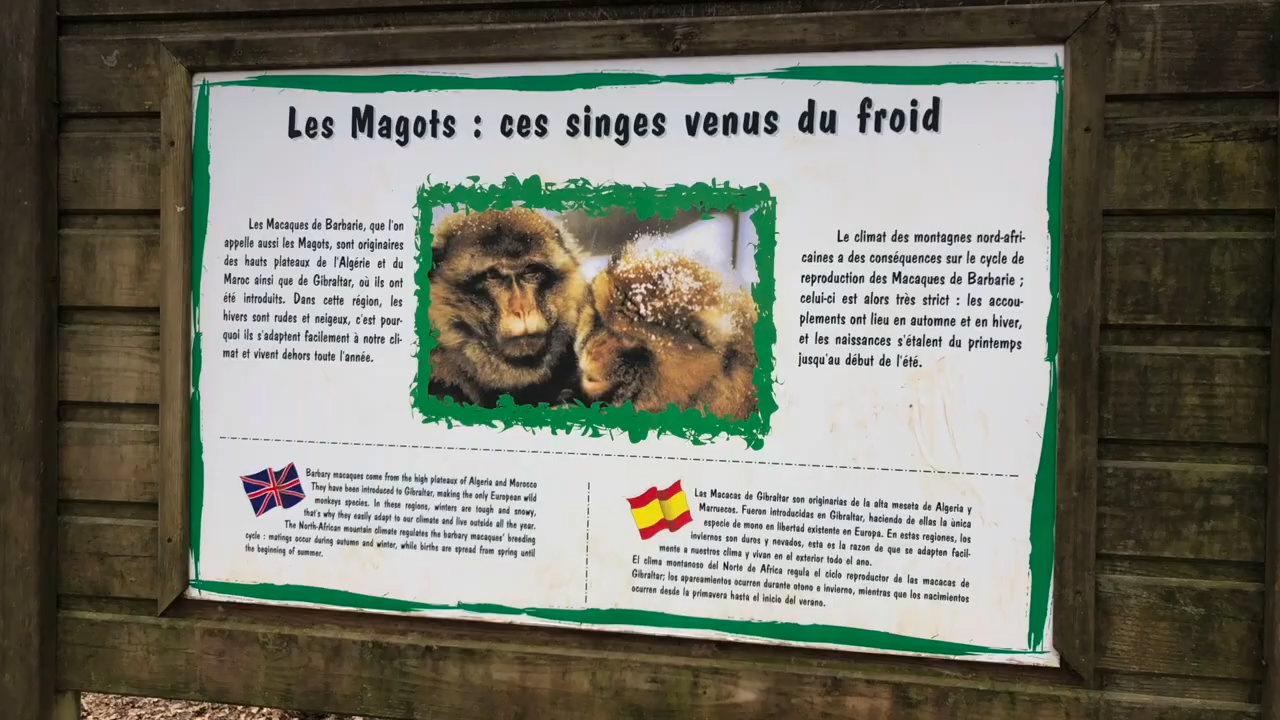 Les Magots : ces singes venus du froid
Les Macaques de Barbarie, que l'on
appelle aussi les Magots, sont originaires
des hauts plateaux de l'Algérie et du
Maroc ainsi que de Gibraltar, où ils ont
été introduits. Dans cette région, les
hivers sont rudes et neigeux, c'est pour-
quoi ils s'adaptent facilement à notre cli-
mat et vivent dehors toute l'année.
Le climat des montagnes nord-afri-
caines a des conséquences sur le cycle de
reproduction des Macaques de Barbarie ;
celui-ci est alors très strict : les accou-
plements ont lieu en automne et en hiver,
et les naissances s'étalent du printemps
jusqu'au début de l'été.
Barbary macaques come from the high plateaux of Algeria and Morocco
They have been introduced to Gibraltar, making the only European wild
monkeys species. In these regions, winters are tough and snowy,
that's why they easily adapt to our climate and live outside all the year.
The North-African mountain climate regulates the barbary macaques' breeding
cycle : matings occur during autumn and winter, while births are spread from spring until
the beginning of summer.
Las Macacas de Gibraltar son originarias de la alta meseta de Algeria y
Marruecos. Fueron introducidas en Gibraltar, haciendo de ellas la ùnica
especie de mono en libertad existente en Europa. En estas regiones, los
inviernos son duros y nevados, esta es la razon de que se adapten facil-
mente a nuestros clima y vivan en el exterior todo el ano.
El clima montanoso del Norte de Africa regula el ciclo reproductor de las macacas de
Gibraltar; los apareamientos ocurren durante otono e invierno, mientras que los nacimientos
ocurren desde la primavera hasta el inicio del verano.